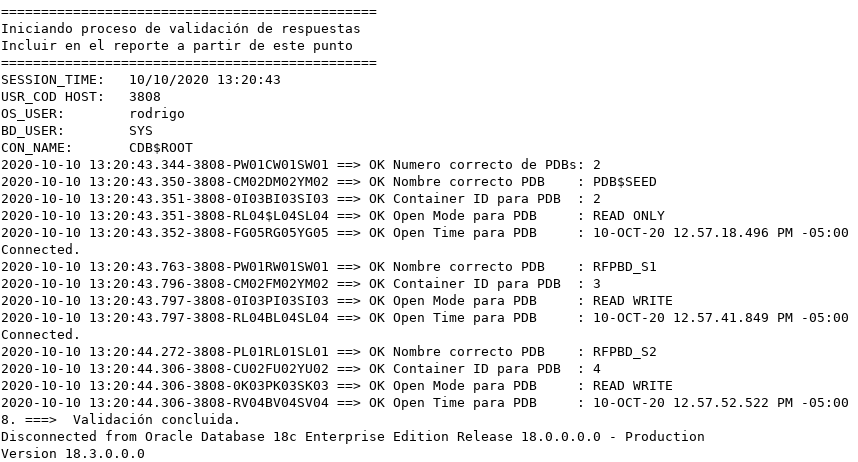 ===============================================
Iniciando proceso de validación de respuestas
Incluir en el reporte a partir de este punto
===============================================
SESSION_TIME:   10/10/2020 13:20:43
USR_COD HOST:   3808
OS_USER:        rodrigo
BD_USER:        SYS
CON_NAME:       CDB$ROOT
2020-10-10 13:20:43.344-3808-PW01CW01SW01 ==> OK Numero correcto de PDBs: 2
2020-10-10 13:20:43.350-3808-CM02DM02YM02 ==> OK Nombre correcto PDB    : PDB$SEED
2020-10-10 13:20:43.351-3808-0I03BI03SI03 ==> OK Container ID para PDB  : 2
2020-10-10 13:20:43.351-3808-RL04$L04SL04 ==> OK Open Mode para PDB     : READ ONLY
2020-10-10 13:20:43.352-3808-FG05RG05YG05 ==> OK Open Time para PDB     : 10-OCT-20 12.57.18.496 PM -05:00
Connected.
2020-10-10 13:20:43.763-3808-PW01RW01SW01 ==> OK Nombre correcto PDB    : RFPBD_S1
2020-10-10 13:20:43.796-3808-CM02FM02YM02 ==> OK Container ID para PDB  : 3
2020-10-10 13:20:43.797-3808-0I03PI03SI03 ==> OK Open Mode para PDB     : READ WRITE
2020-10-10 13:20:43.797-3808-RL04BL04SL04 ==> OK Open Time para PDB     : 10-OCT-20 12.57.41.849 PM -05:00
Connected.
2020-10-10 13:20:44.272-3808-PL01RL01SL01 ==> OK Nombre correcto PDB    : RFPBD_S2
2020-10-10 13:20:44.306-3808-CU02FU02YU02 ==> OK Container ID para PDB  : 4
2020-10-10 13:20:44.306-3808-0K03PK03SK03 ==> OK Open Mode para PDB     : READ WRITE
2020-10-10 13:20:44.306-3808-RV04BV04SV04 ==> OK Open Time para PDB     : 10-OCT-20 12.57.52.522 PM -05:00
8. ===>  Validación concluida.
Disconnected from Oracle Database 18c Enterprise Edition Release 18.0.0.0.0 - Production
Version 18.3.0.0.0